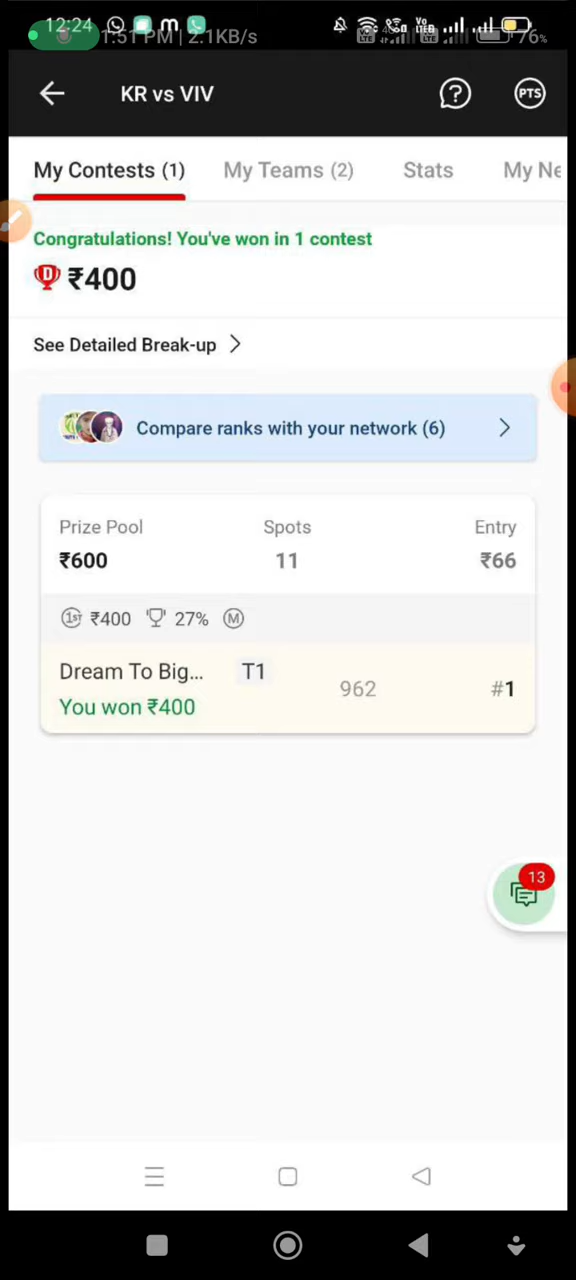 12:24
1:51 PM | 2.1KB/s
76%
KR vs VIV
PTS
My Contests (1) My Teams (2) Stats My Ne
Congratulations! You've won in 1 contest
D ₹400
See Detailed Break-up
Compare ranks with your network (6)
Prize Pool Spots Entry
₹600 11 ₹66
1ST ₹400 27% M
Dream To Big... T1
962 #1
You won ₹400
13